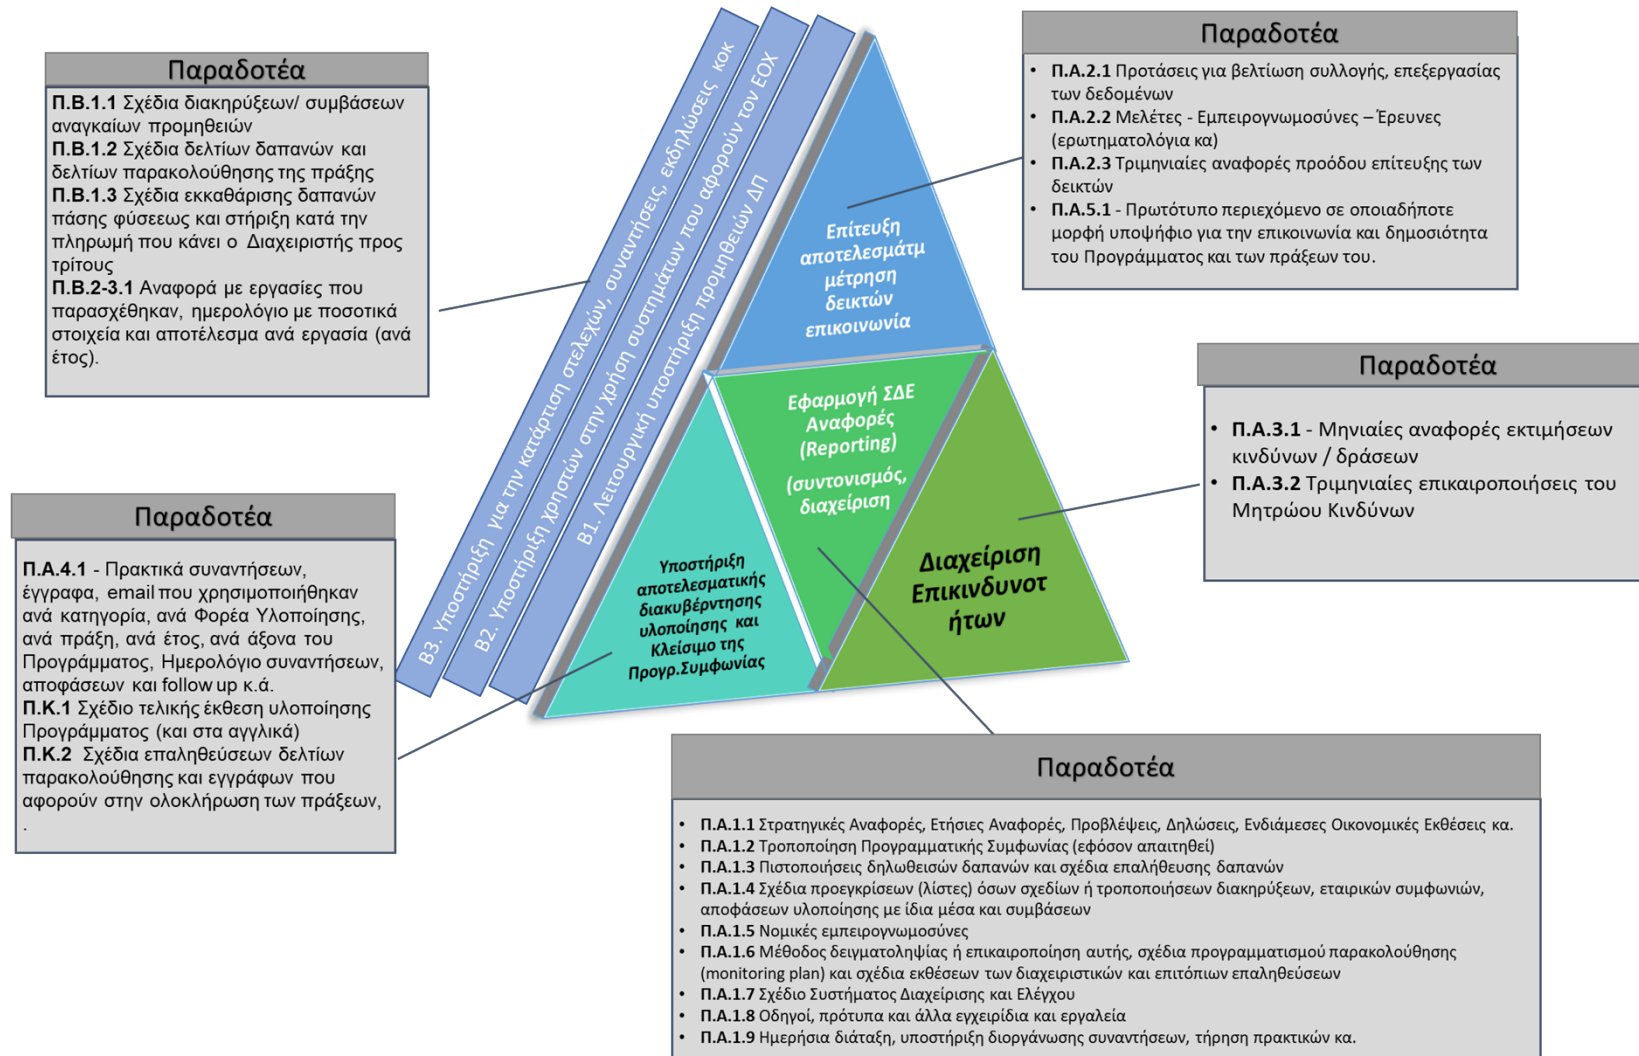 Παραδοτέα
Π.Β.1.1 Σχέδια διακηρύξεων/ συμβάσεων
αναγκαίων προμηθειών
Π.Β.1.2 Σχέδια δελτίων δαπανών και
δελτίων παρακολούθησης της πράξης
Π.Β.1.3 Σχέδια εκκαθάρισης δαπανών
πάσης φύσεεως και στήριξη κατά την
πληρωμή που κάνει ο Διαχειριστής προς
τρίτους
Π.Β.2-3.1 Αναφορά με εργασίες που
παρασχέθηκαν, ημερολόγιο με ποσοτικά
στοιχεία και αποτέλεσμα ανά εργασία (ανά
έτος).
Παραδοτέα
Π.Α.4.1 - Πρακτικά συναντήσεων,
έγγραφα, email που χρησιμοποιήθηκαν
ανά κατηγορία, ανά Φορέα Υλοποίησης,
ανά πράξη, ανά έτος, ανά άξονα του
Προγράμματος, Ημερολόγιο συναντήσεων,
αποφάσεων και follow up κ.ά.
Π.Κ.1 Σχέδιο τελικής έκθεση υλοποίησης
Προγράμματος (και στα αγγλικά)
Π.Κ.2 Σχέδια επαληθεύσεων δελτίων
παρακολούθησης και εγγράφων που
αφορούν στην ολοκλήρωση των πράξεων,
.
Β3. Υποστήριξη για την κατάρτιση στελεχών, συναντήσεις, εκδηλώσεις κοκ
Β2. Υποστήριξη χρηστών στην χρήση συστημάτων που αφορούν τον ΕΟΧ
Β1. Λειτουργική υποστήριξη προμηθειών ΔΠ
Επίτευξη
αποτελεσμάτμ
μέτρηση
δεικτών
επικοινωνία
Εφαρμογή ΣΔΕ
Αναφορές
(Reporting)
(συντονισμός,
διαχείριση
Υποστήριξη
αποτελεσματικής
διακυβέρντησης
υλοποίησης και
Κλείσιμο της
Προγρ.Συμφωνίας
Διαχείριση
Επικινδυνοτ
ήτων
Παραδοτέα
• Π.Α.2.1 Προτάσεις για βελτίωση συλλογής, επεξεργασίας
των δεδομένων
• Π.Α.2.2 Μελέτες - Εμπειρογνωμοσύνες – Έρευνες
(ερωτηματολόγια κα)
• Π.Α.2.3 Τριμηνιαίες αναφορές προόδου επίτευξης των
δεικτών
• Π.Α.5.1 - Πρωτότυπο περιεχόμενο σε οποιαδήποτε
μορφή υποψήφιο για την επικοινωνία και δημοσιότητα
του Προγράμματος και των πράξεων του.
Παραδοτέα
• Π.Α.3.1 - Μηνιαίες αναφορές εκτιμήσεων
κινδύνων / δράσεων
• Π.Α.3.2 Τριμηνιαίες επικαιροποιήσεις του
Μητρώου Κινδύνων
Παραδοτέα
• Π.Α.1.1 Στρατηγικές Αναφορές, Ετήσιες Αναφορές, Προβλέψεις, Δηλώσεις, Ενδιάμεσες Οικονομικές Εκθέσεις κα.
• Π.Α.1.2 Τροποποίηση Προγραμματικής Συμφωνίας (εφόσον απαιτηθεί)
• Π.Α.1.3 Πιστοποιήσεις δηλωθεισών δαπανών και σχέδια επαλήθευσης δαπανών
• Π.Α.1.4 Σχέδια προεγκρίσεων (λίστες) όσων σχεδίων ή τροποποιήσεων διακηρύξεων, εταιρικών συμφωνιών,
αποφάσεων υλοποίησης με ίδια μέσα και συμβάσεων
• Π.Α.1.5 Νομικές εμπειρογνωμοσύνες
• Π.Α.1.6 Μέθοδος δειγματοληψίας ή επικαιροποίηση αυτής, σχέδια προγραμματισμού παρακολούθησης
(monitoring plan) και σχέδια εκθέσεων των διαχειριστικών και επιτόπιων επαληθεύσεων
• Π.Α.1.7 Σχέδιο Συστήματος Διαχείρισης και Ελέγχου
• Π.Α.1.8 Οδηγοί, πρότυπα και άλλα εγχειρίδια και εργαλεία
• Π.Α.1.9 Ημερήσια διάταξη, υποστήριξη διοργάνωσης συναντήσεων, τήρηση πρακτικών κα.